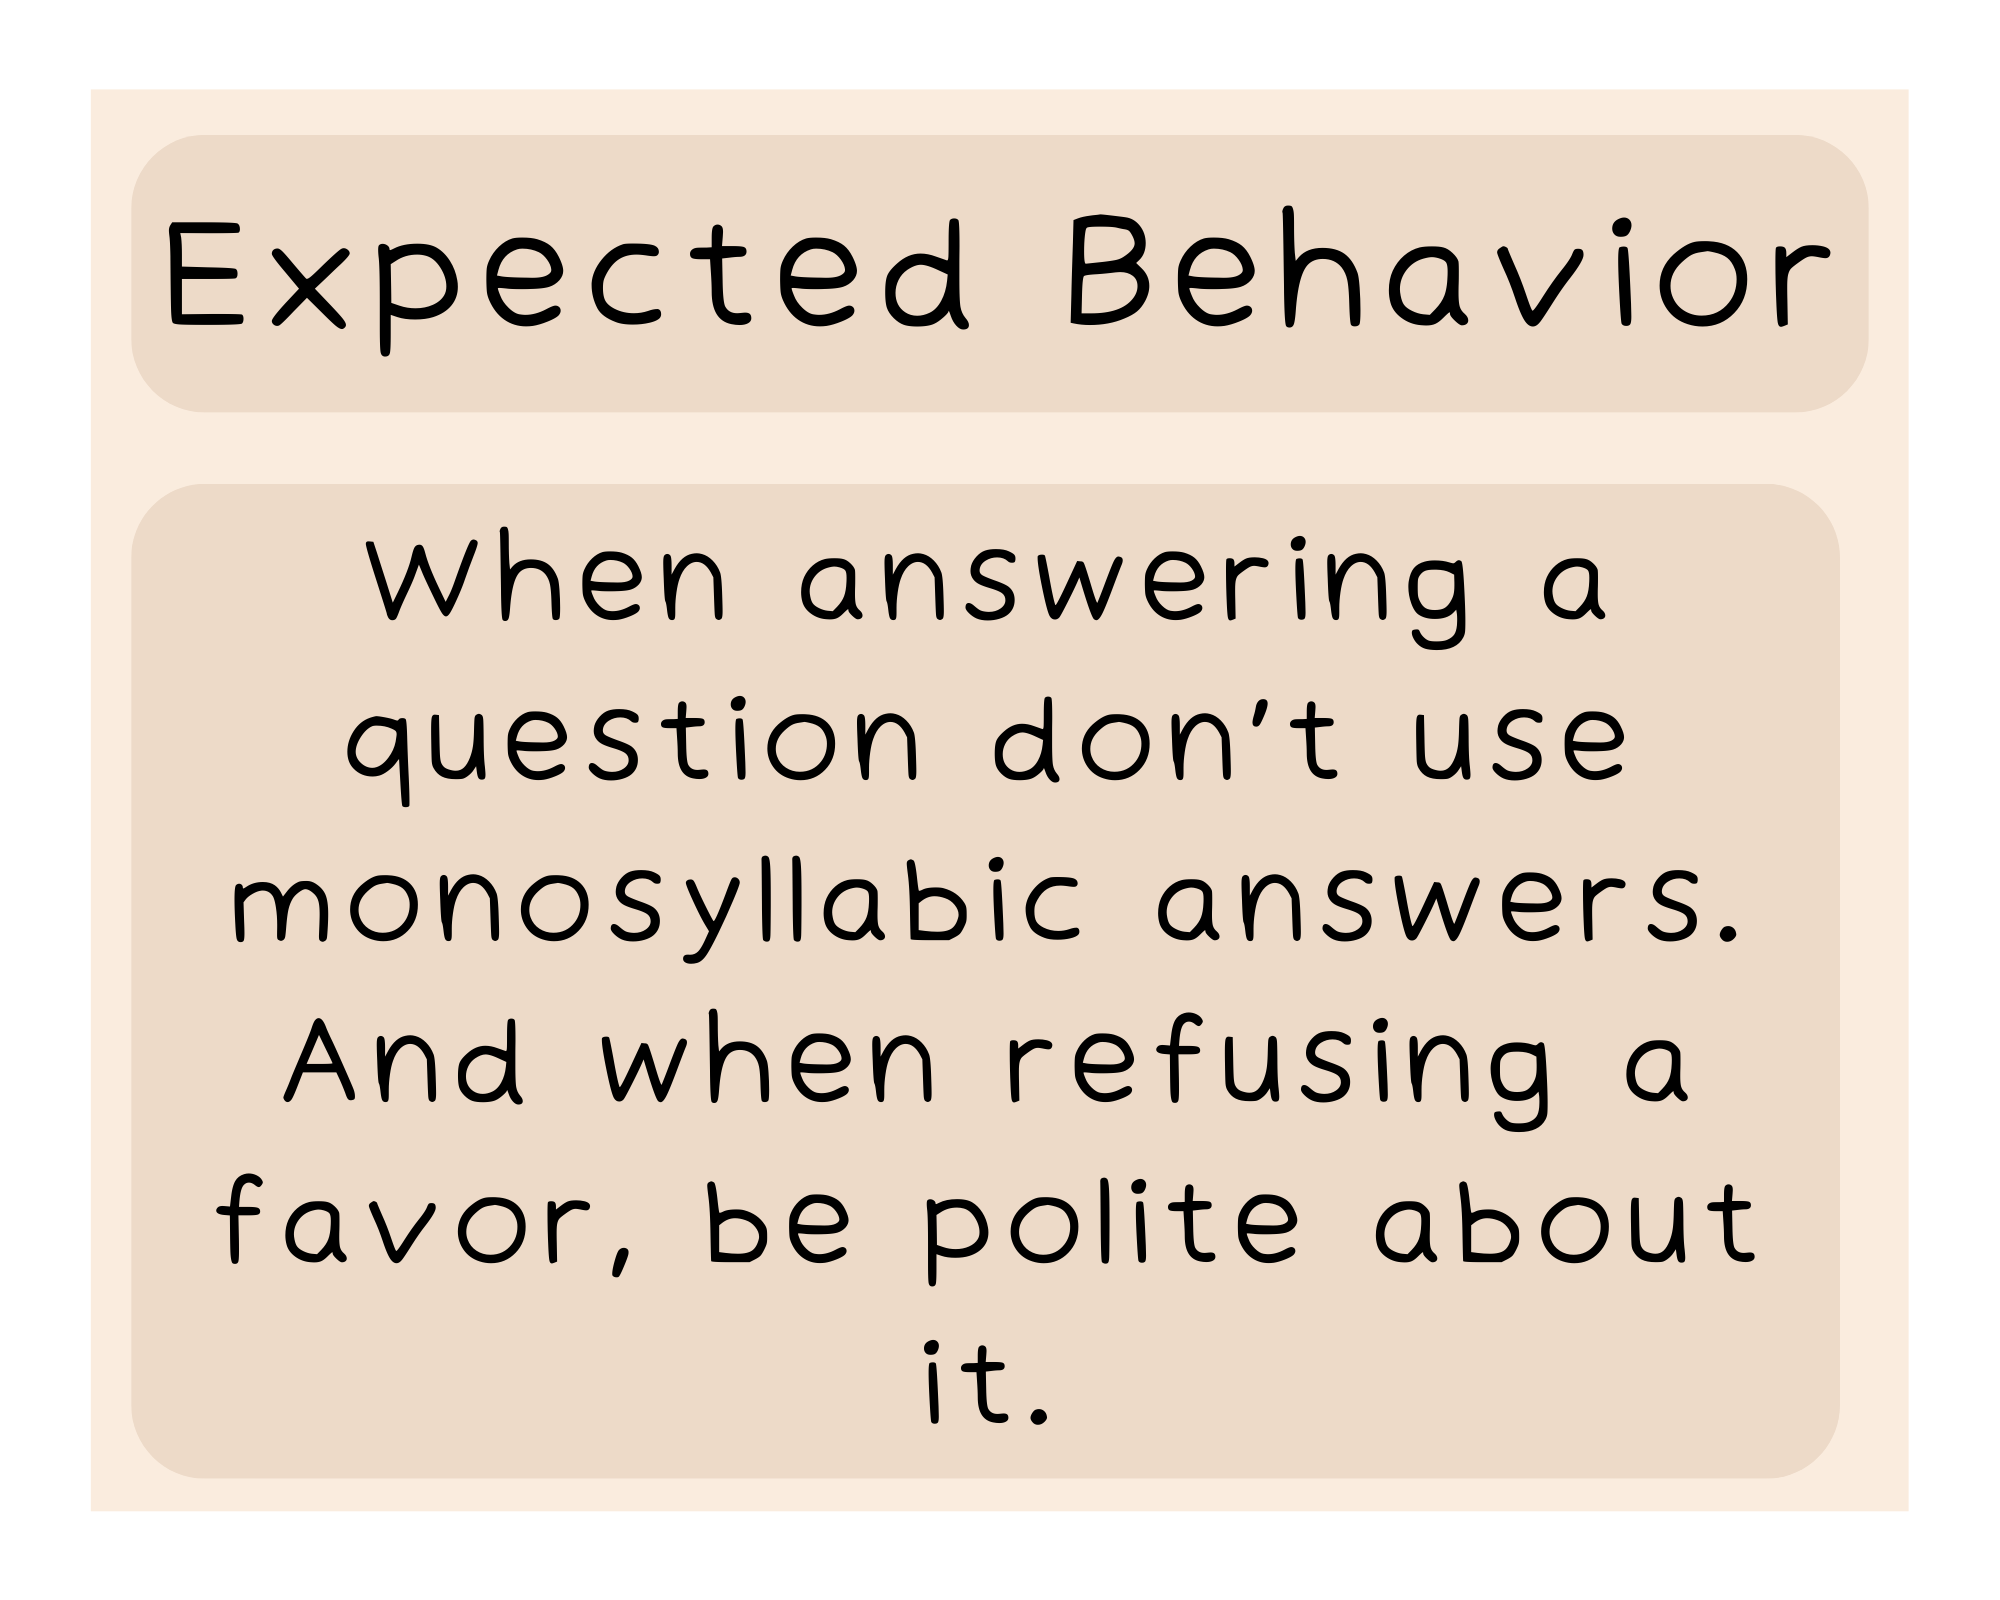 Expected Behavior
When answering a
question don't use
monosyllabic answers.
And when refusing a
favor, be polite about
it.